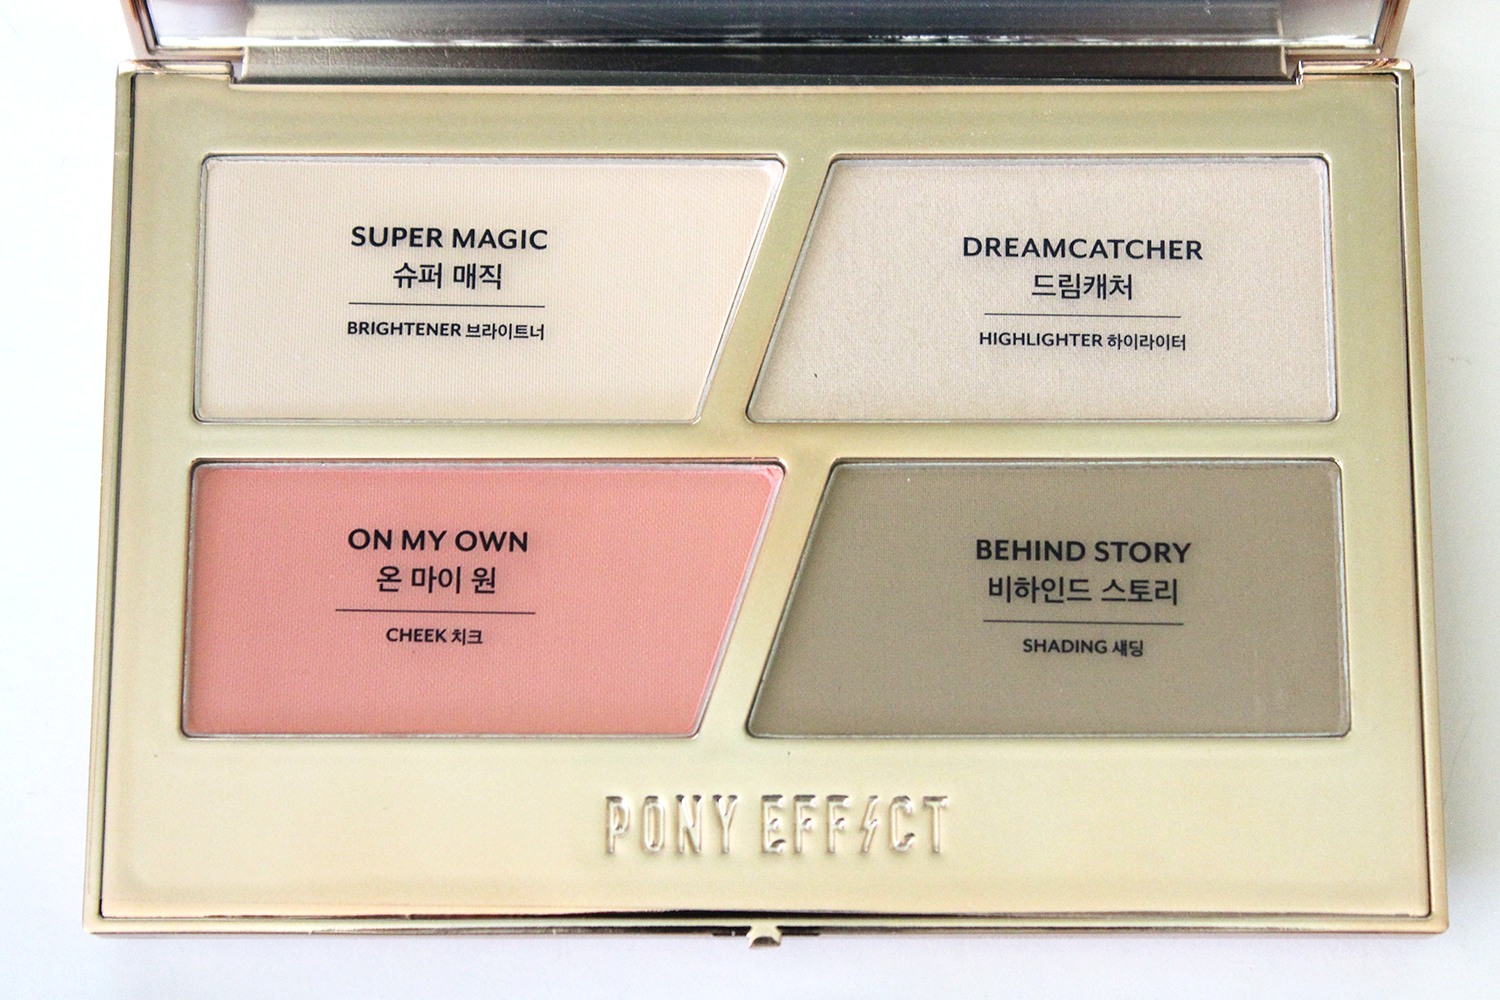 SUPER MAGIC
슈퍼 매직
BRIGHTENER 브라이트너
DREAMCATCHER
드림캐처
HIGHLIGHTER 하이라이터
ON MY OWN
온 마이 원
CHEEK 치크
BEHIND STORY
비하인드 스토리
SHADING 섀딩
PONY EFFECT